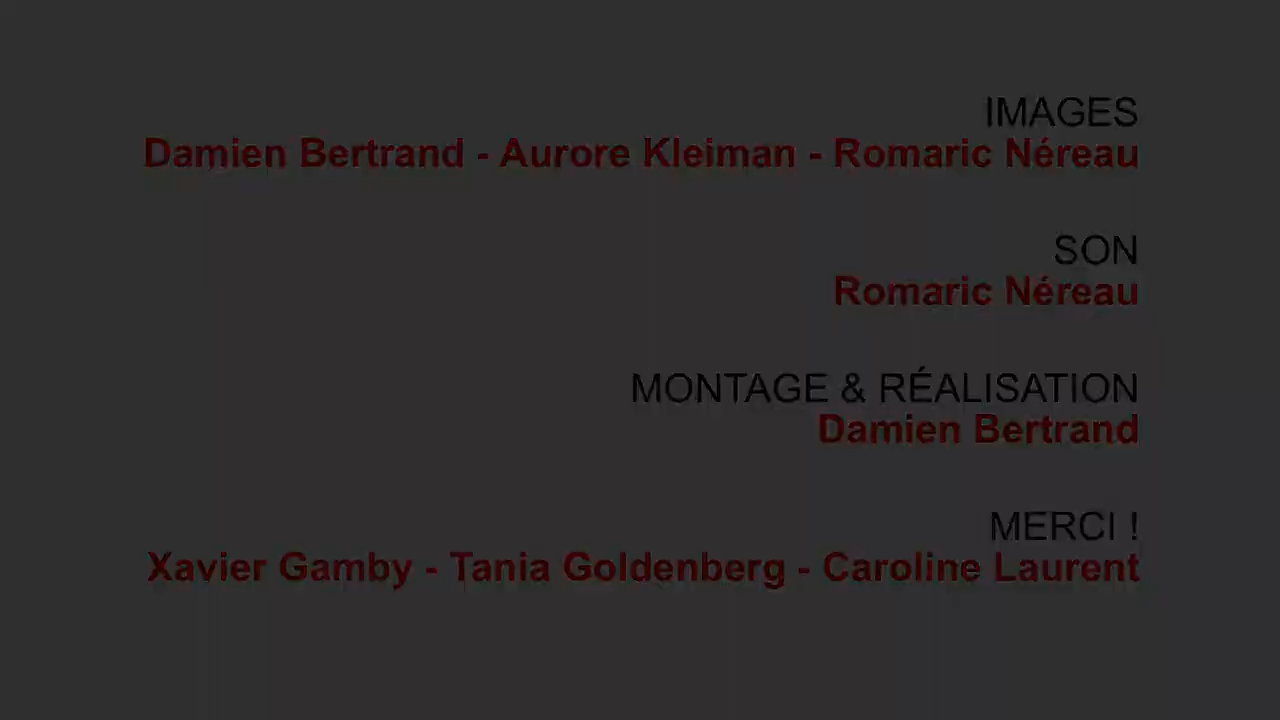 IMAGES
Damien Bertrand - Aurore Kleiman - Romaric Néreau
SON
Romaric Néreau
MONTAGE & RÉALISATION
Damien Bertrand
MERCI !
Xavier Gamby - Tania Goldenberg - Caroline Laurent